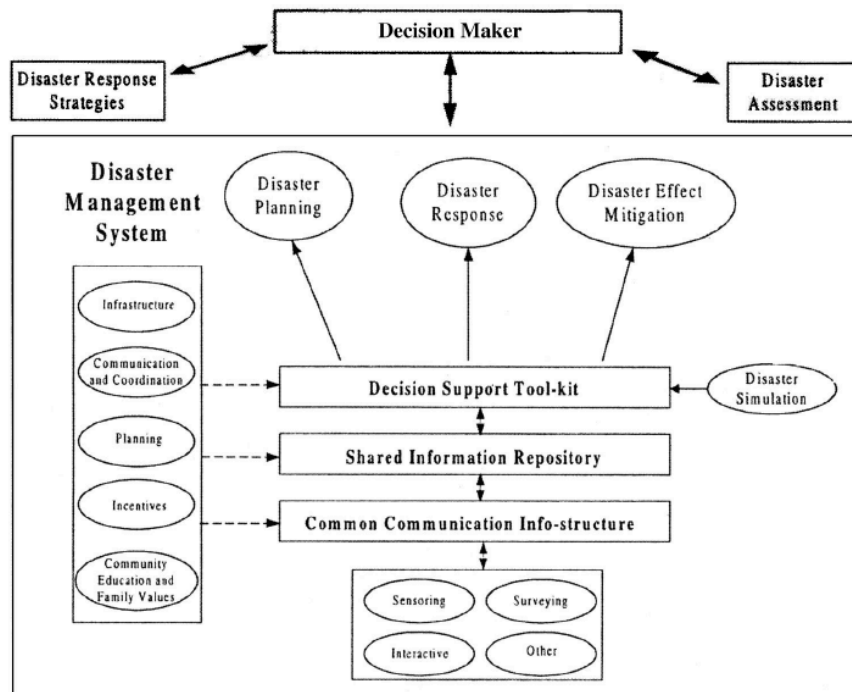 Decision Maker
Disaster Response
Strategies
Disaster
Assessment
Disaster
Management
System
Disaster
Planning
Disaster
Response
Disaster Effect
Mitigation
Infrastructure
Communication
and Coordination
Planning
Incentives
Community
Education and
Family Values
Decision Support Tool-kit
Disaster
Simulation
Shared Information Repository
Common Communication Info-structure
Sensoring
Surveying
Interactive
Other